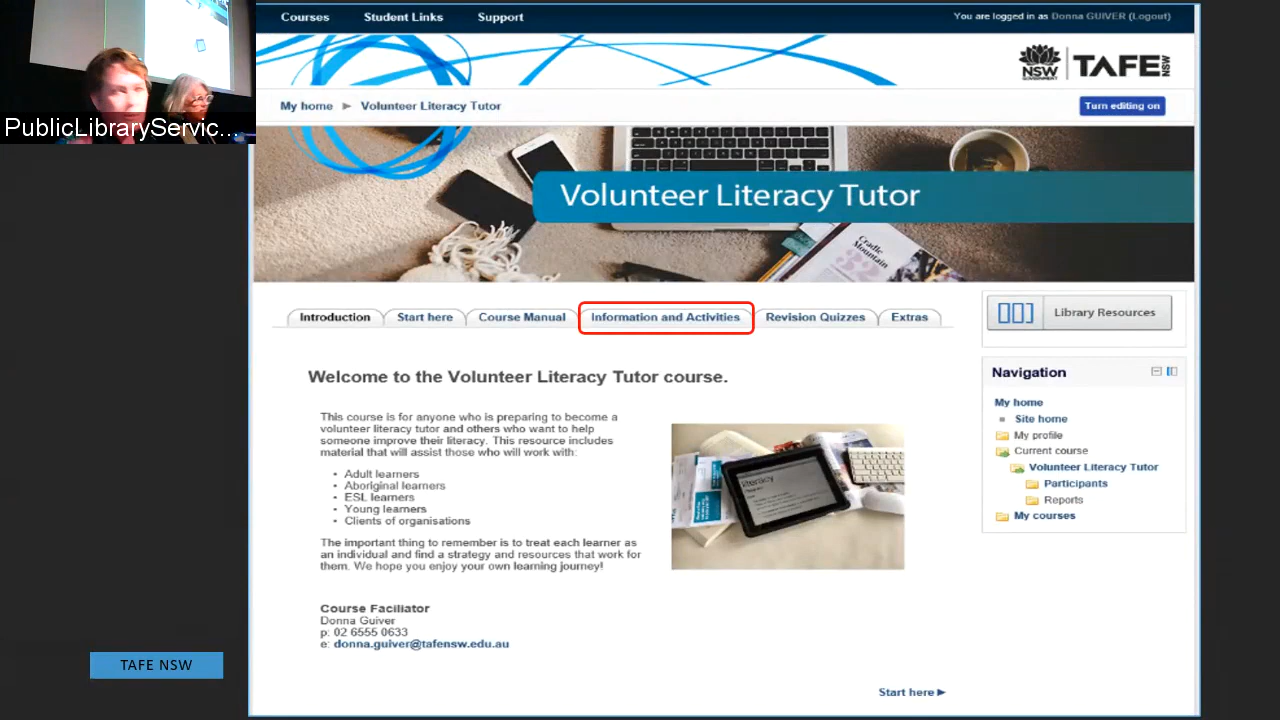 Courses Student Links Support
You are logged in as Donna GUIVER (Logout)
NSW GOVERNMENT TAFE NSW
My home ► Volunteer Literacy Tutor
Turn editing on
PublicLibraryServic...
Volunteer Literacy Tutor
Cradle Mountain
Introduction Start here Course Manual Information and Activities Revision Quizzes Extras
Library Resources
Welcome to the Volunteer Literacy Tutor course.
This course is for anyone who is preparing to become a
volunteer literacy tutor and others who want to help
someone improve their literacy. This resource includes
material that will assist those who will work with:
• Adult learners
• Aboriginal learners
• ESL learners
• Young learners
• Clients of organisations
The important thing to remember is to treat each learner as
an individual and find a strategy and resources that work for
them. We hope you enjoy your own learning journey!
literacy
Course Faciliator
Donna Guiver
p: 02 6555 0633
e: donna.guiver@tafensw.edu.au
Start here ►
Navigation
My home
Site home
My profile
Current course
Volunteer Literacy Tutor
Participants
Reports
My courses
TAFE NSW